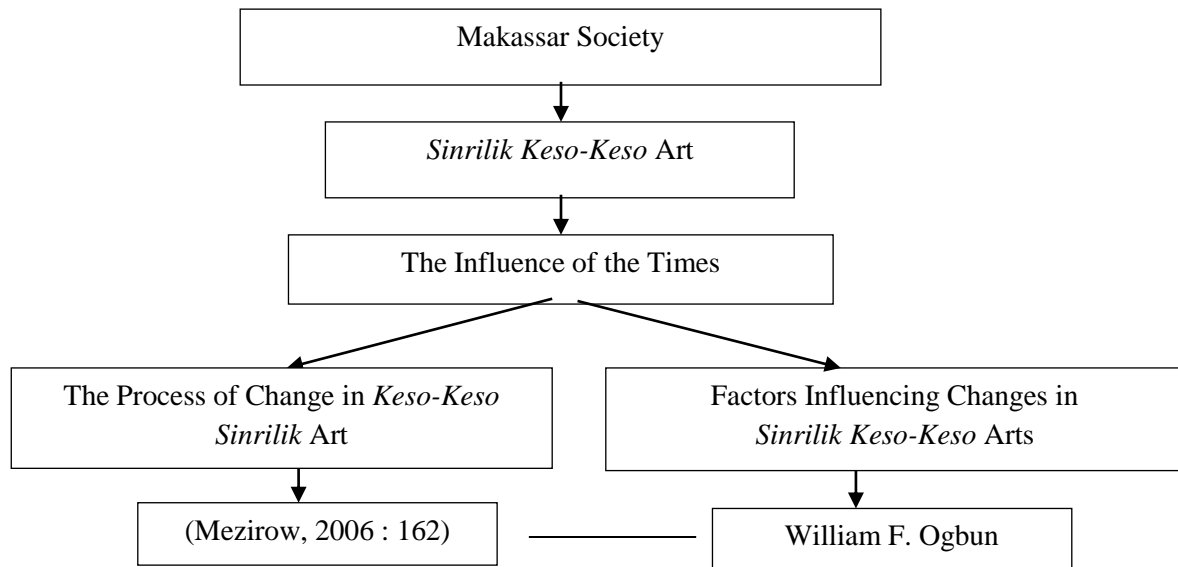 Makassar Society
Sinrilik Keso-Keso Art
The Influence of the Times
The Process of Change in Keso-Keso
Sinrilik Art
Factors Influencing Changes in
Sinrilik Keso-Keso Arts
(Mezirow, 2006 : 162)
William F. Ogbun